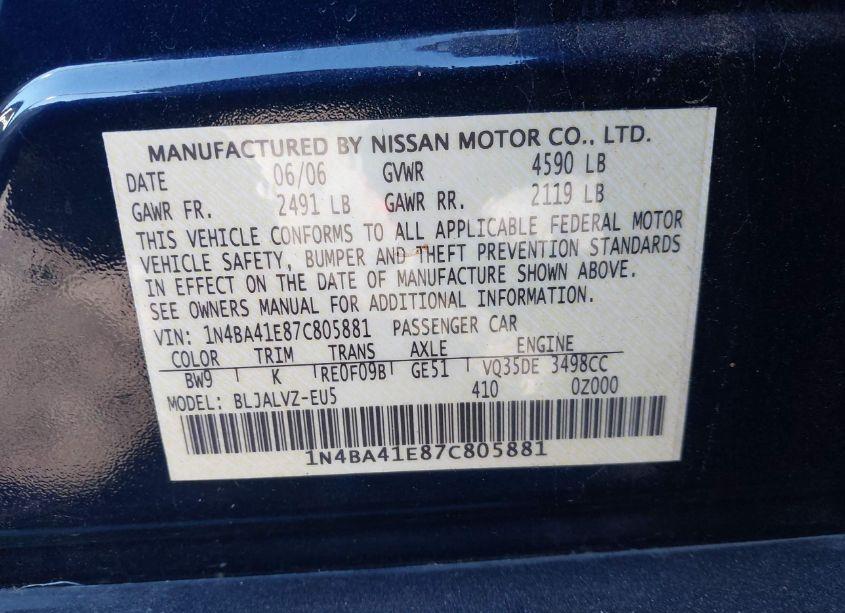 MANUFACTURED BY NISSAN MOTOR CO., LTD.
DATE 06/06 GVWR 4590 LB
GAWR FR. 2491 LB GAWR RR. 2119 LB
THIS VEHICLE CONFORMS TO ALL APPLICABLE FEDERAL MOTOR
VEHICLE SAFETY, BUMPER AND THEFT PREVENTION STANDARDS
IN EFFECT ON THE DATE OF MANUFACTURE SHOWN ABOVE.
SEE OWNERS MANUAL FOR ADDITIONAL INFORMATION.
VIN: 1N4BA41E87C805881 PASSENGER CAR
COLOR TRIM TRANS AXLE ENGINE
BW9 K RE0F09B GE51 VQ35DE 3498CC
MODEL: BLJALVZ-EU5 410 0Z000
1N4BA41E87C805881